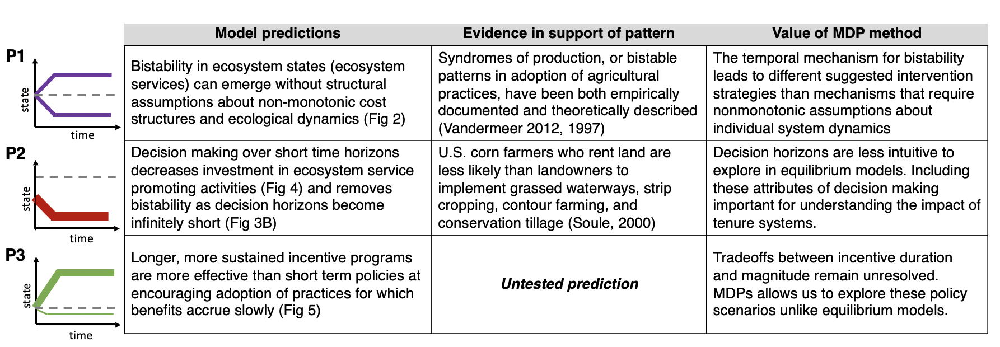 Model predictions
Evidence in support of pattern
Value of MDP method
P1
state
time
Bistability in ecosystem states (ecosystem
services) can emerge without structural
assumptions about non-monotonic cost
structures and ecological dynamics (Fig 2)
Syndromes of production, or bistable
patterns in adoption of agricultural
practices, have been both empirically
documented and theoretically described
(Vandermeer 2012, 1997)
The temporal mechanism for bistability
leads to different suggested intervention
strategies than mechanisms that require
nonmonotonic assumptions about
individual system dynamics
P2
state
time
Decision making over short time horizons
decreases investment in ecosystem service
promoting activities (Fig 4) and removes
bistability as decision horizons become
infinitely short (Fig 3B)
U.S. corn farmers who rent land are
less likely than landowners to
implement grassed waterways, strip
cropping, contour farming, and
conservation tillage (Soule, 2000)
Decision horizons are less intuitive to
explore in equilibrium models. Including
these attributes of decision making
important for understanding the impact of
tenure systems.
P3
state
time
Longer, more sustained incentive programs
are more effective than short term policies at
encouraging adoption of practices for which
benefits accrue slowly (Fig 5)
Untested prediction
Tradeoffs between incentive duration
and magnitude remain unresolved.
MDPs allows us to explore these policy
scenarios unlike equilibrium models.